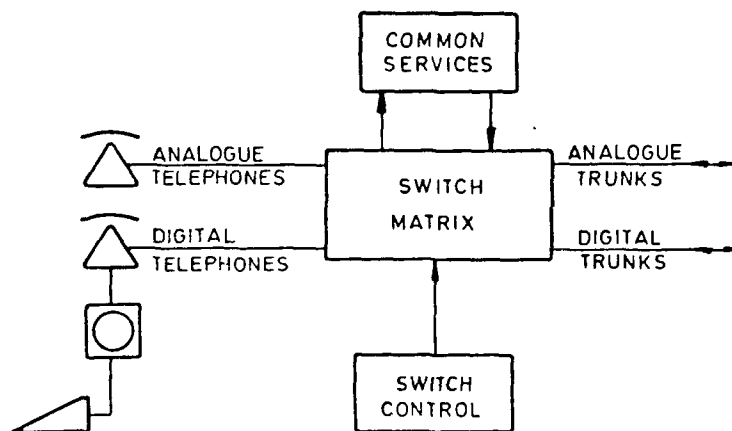 COMMON
SERVICES
ANALOGUE
TELEPHONES
SWITCH
MATRIX
ANALOGUE
TRUNKS
DIGITAL
TELEPHONES
DIGITAL
TRUNKS
SWITCH
CONTROL